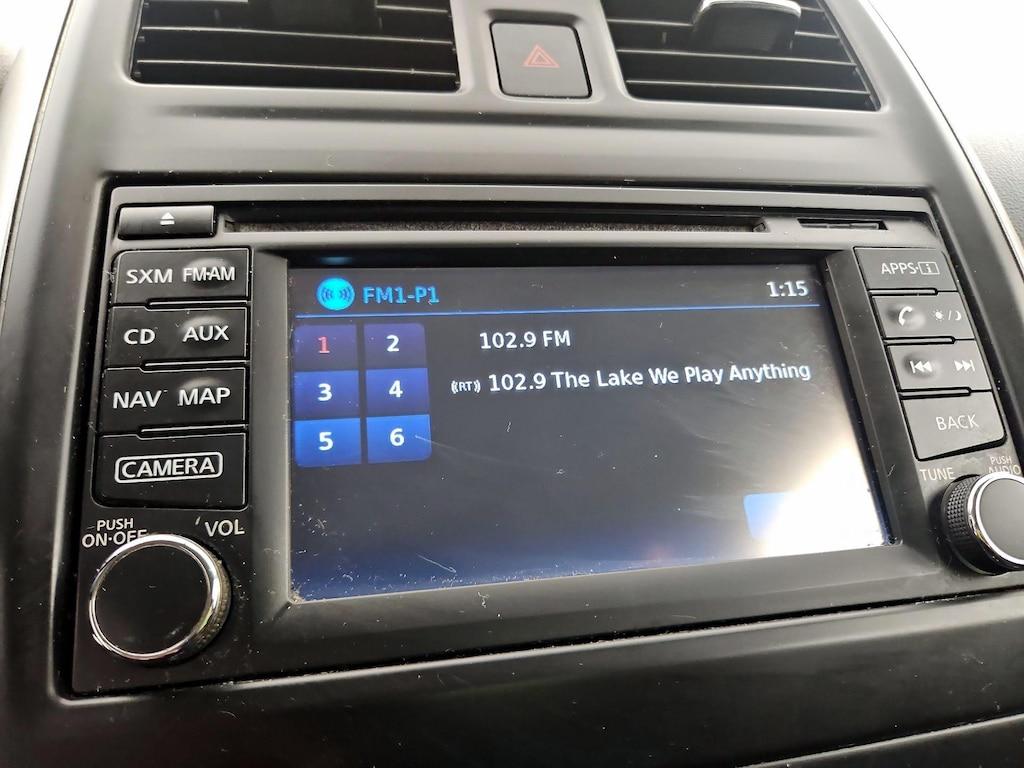 SXM FM·AM
CD AUX
NAV MAP
CAMERA
PUSH
ON·OFF
VOL
FM1-P1
1:15
1 2
3 4
5 6
102.9 FM
((RT)) 102.9 The Lake We Play Anything
APPS·i
BACK
TUNE
PUSH
AUDIO